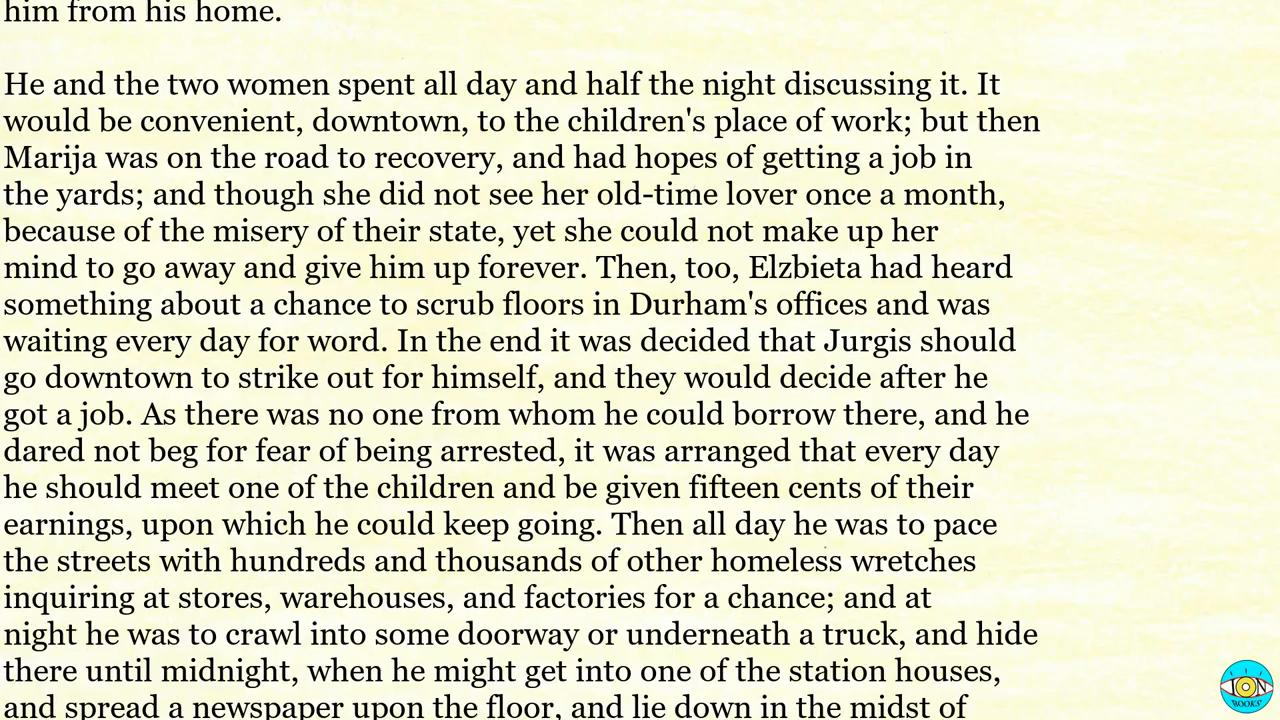 him from his home.
He and the two women spent all day and half the night discussing it. It
would be convenient, downtown, to the children's place of work; but then
Marija was on the road to recovery, and had hopes of getting a job in
the yards; and though she did not see her old-time lover once a month,
because of the misery of their state, yet she could not make up her
mind to go away and give him up forever. Then, too, Elzbieta had heard
something about a chance to scrub floors in Durham's offices and was
waiting every day for word. In the end it was decided that Jurgis should
go downtown to strike out for himself, and they would decide after he
got a job. As there was no one from whom he could borrow there, and he
dared not beg for fear of being arrested, it was arranged that every day
he should meet one of the children and be given fifteen cents of their
earnings, upon which he could keep going. Then all day he was to pace
the streets with hundreds and thousands of other homeless wretches
inquiring at stores, warehouses, and factories for a chance; and at
night he was to crawl into some doorway or underneath a truck, and hide
there until midnight, when he might get into one of the station houses,
and spread a newspaper upon the floor, and lie down in the midst of
ION
BOOKS